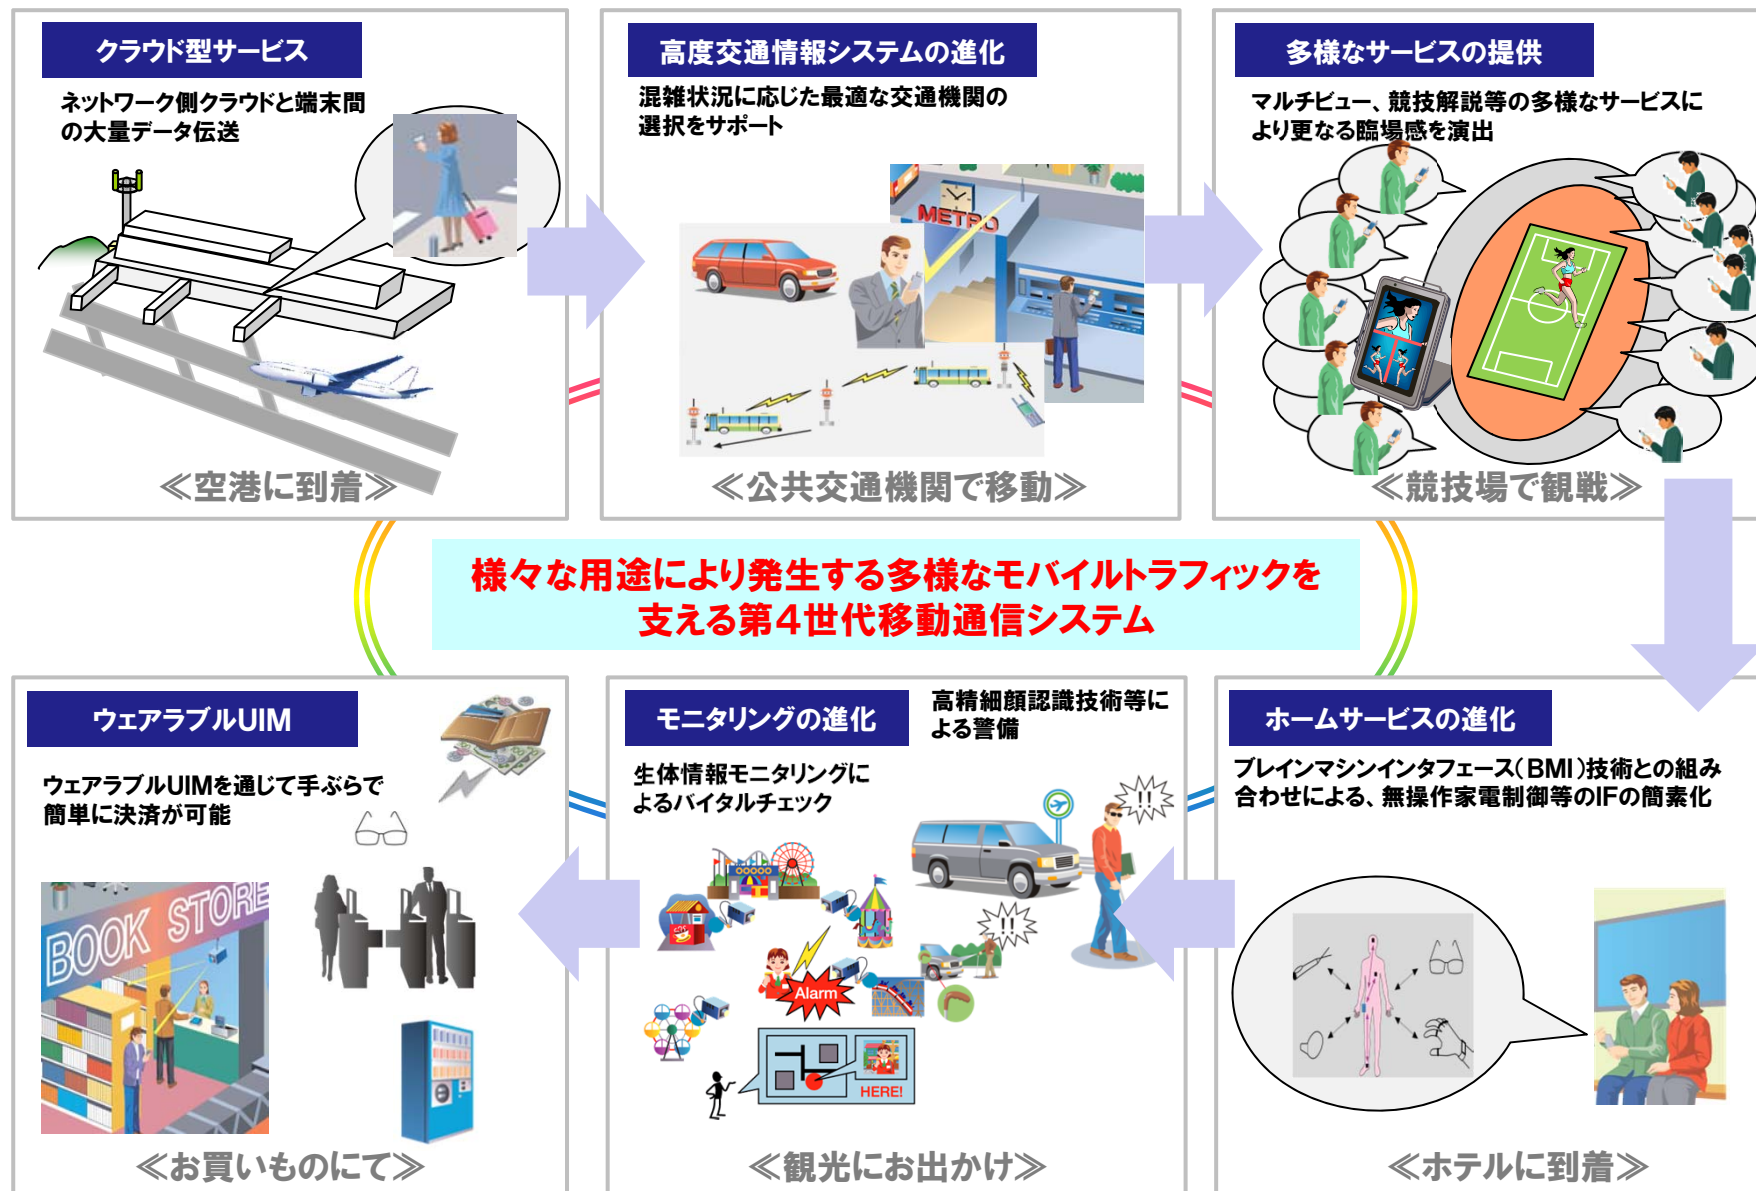 クラウド型サービス
ネットワーク側クラウドと端末間
の大量データ伝送
≪空港に到着≫
高度交通情報システムの進化
混雑状況に応じた最適な交通機関の
選択をサポート
METRO
≪公共交通機関で移動≫
多様なサービスの提供
マルチビュー、競技解説等の多様なサービスに
より更なる臨場感を演出
≪競技場で観戦≫
様々な用途により発生する多様なモバイルトラフィックを
支える第4世代移動通信システム
ウェアラブルUIM
ウェアラブルUIMを通じて手ぶらで
簡単に決済が可能
BOOK STORE
≪お買いものにて≫
モニタリングの進化
高精細顔認識技術等に
よる警備
生体情報モニタリングに
よるバイタルチェック
!!
!!
Alarm
HERE!
≪観光にお出かけ≫
ホームサービスの進化
ブレインマシンインタフェース（BMI）技術との組み
合わせによる、無操作家電制御等のIFの簡素化
≪ホテルに到着≫